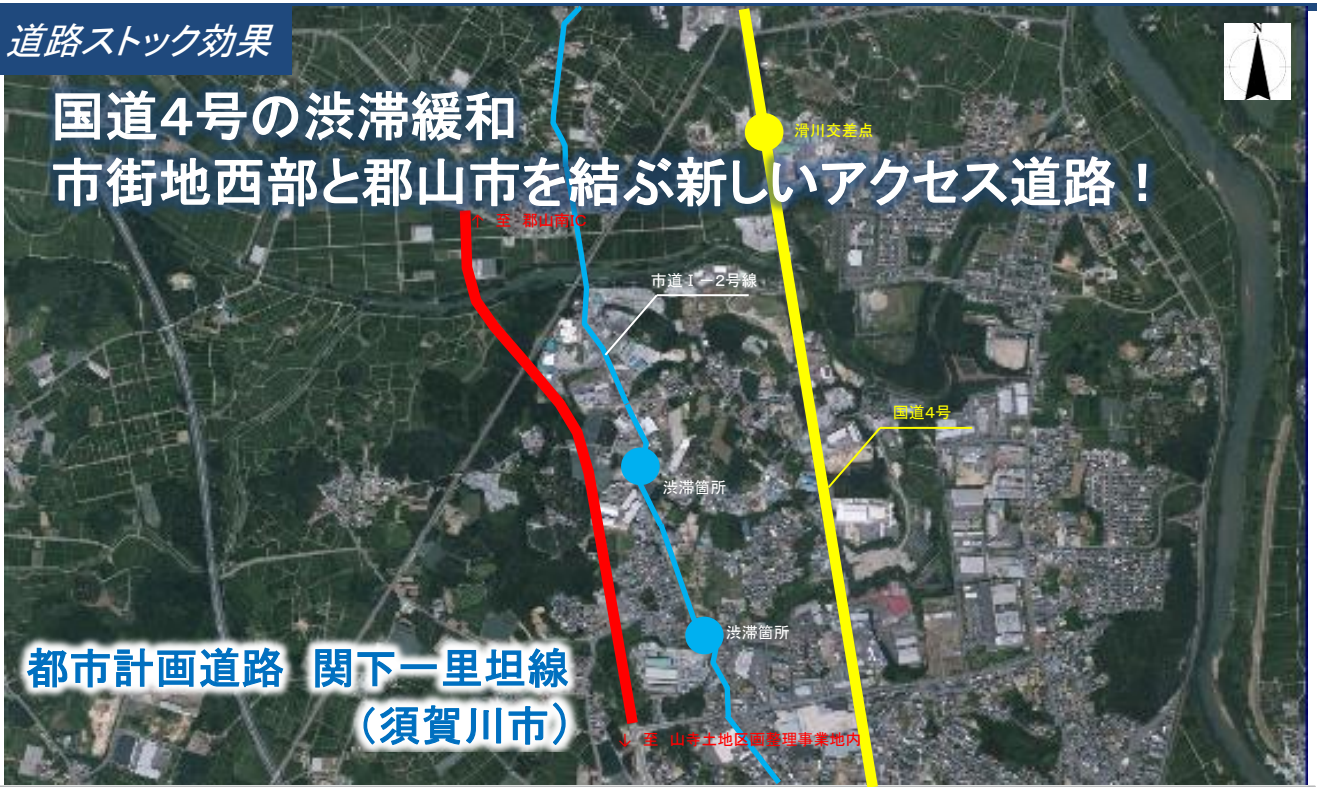 道路ストック効果
N
国道4号の渋滞緩和
滑川交差点
市街地西部と郡山市を結ぶ新しいアクセス道路！
↑ 至 郡山南IC
市道Ⅰ－2号線
国道4号
渋滞箇所
渋滞箇所
都市計画道路 関下一里坦線
（須賀川市）
↓ 至 山寺土地区画整理事業地内